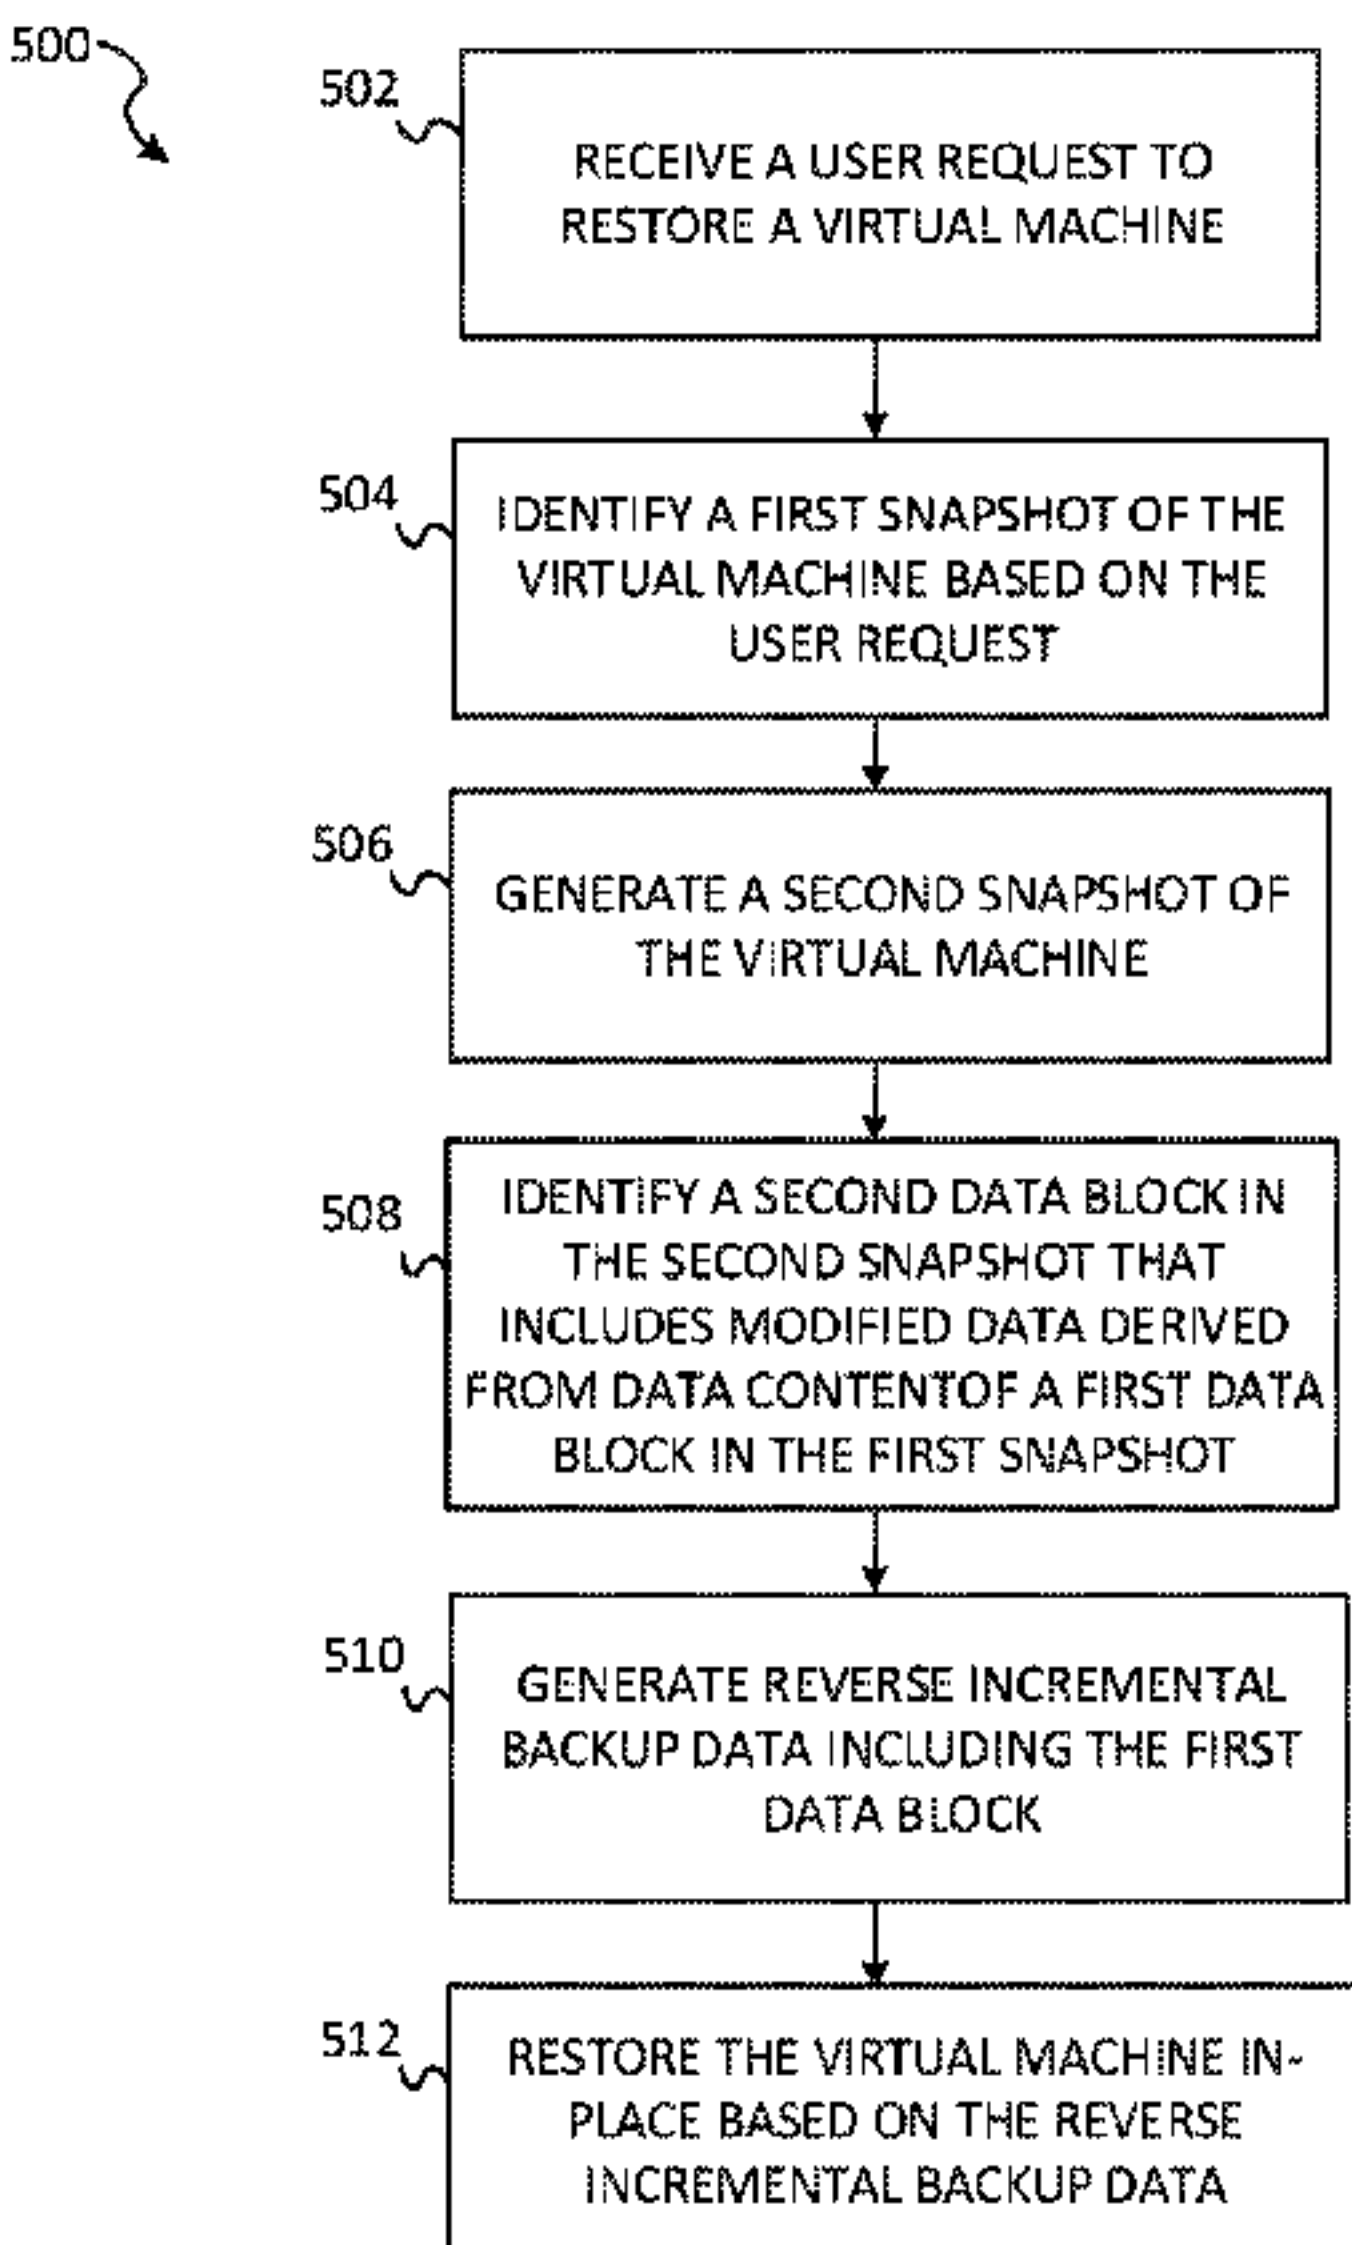 500
502
RECEIVE A USER REQUEST TO
RESTORE A VIRTUAL MACHINE
504
IDENTIFY A FIRST SNAPSHOT OF THE
VIRTUAL MACHINE BASED ON THE
USER REQUEST
506
GENERATE A SECOND SNAPSHOT OF
THE VIRTUAL MACHINE
508
IDENTIFY A SECOND DATA BLOCK IN
THE SECOND SNAPSHOT THAT
INCLUDES MODIFIED DATA DERIVED
FROM DATA CONTENTOF A FIRST DATA
BLOCK IN THE FIRST SNAPSHOT
510
GENERATE REVERSE INCREMENTAL
BACKUP DATA INCLUDING THE FIRST
DATA BLOCK
512
RESTORE THE VIRTUAL MACHINE IN-
PLACE BASED ON THE REVERSE
INCREMENTAL BACKUP DATA